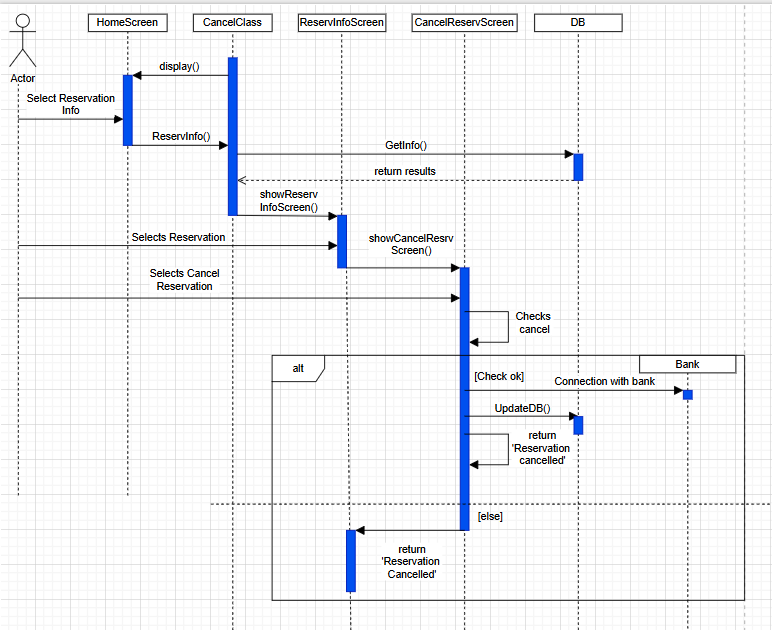 HomeScreen
CancelClass
ReservInfoScreen
CancelReservScreen
DB
Actor
display()
Select Reservation
Info
ReservInfo()
GetInfo()
return results
showReserv
InfoScreen()
Selects Reservation
showCancelResrv
Screen()
Selects Cancel
Reservation
Checks
cancel
alt
Bank
[Check ok]
Connection with bank
UpdateDB()
return
'Reservation
cancelled'
[else]
return
'Reservation
Cancelled'